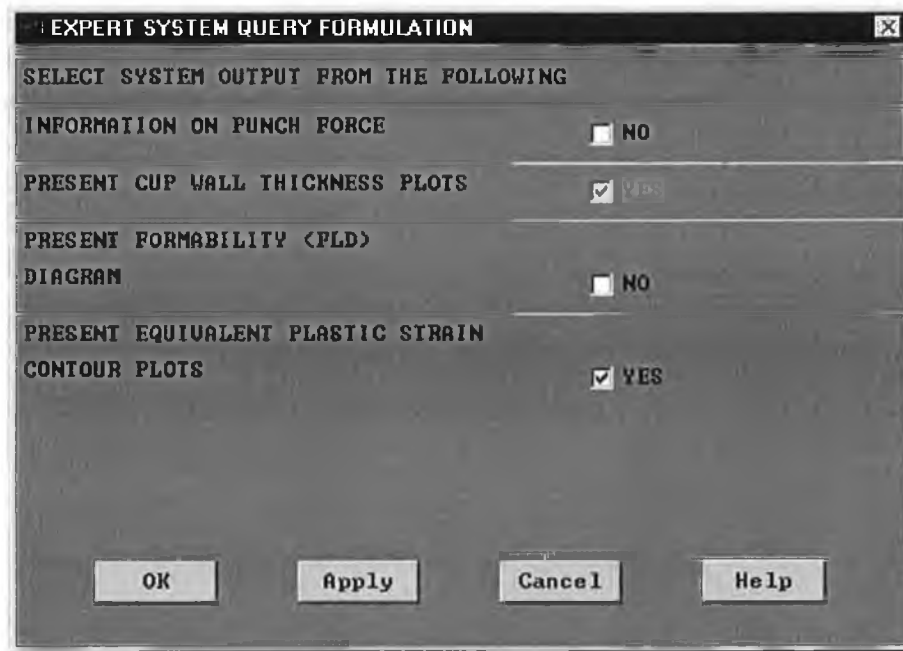 EXPERT SYSTEM QUERY FORMULATION
SELECT SYSTEM OUTPUT FROM THE FOLLOWING
INFORMATION ON PUNCH FORCE
NO
PRESENT CUP WALL THICKNESS PLOTS
YES
PRESENT FORMABILITY (FLD)
DIAGRAM
NO
PRESENT EQUIVALENT PLASTIC STRAIN
CONTOUR PLOTS
YES
OK
Apply
Cancel
Help